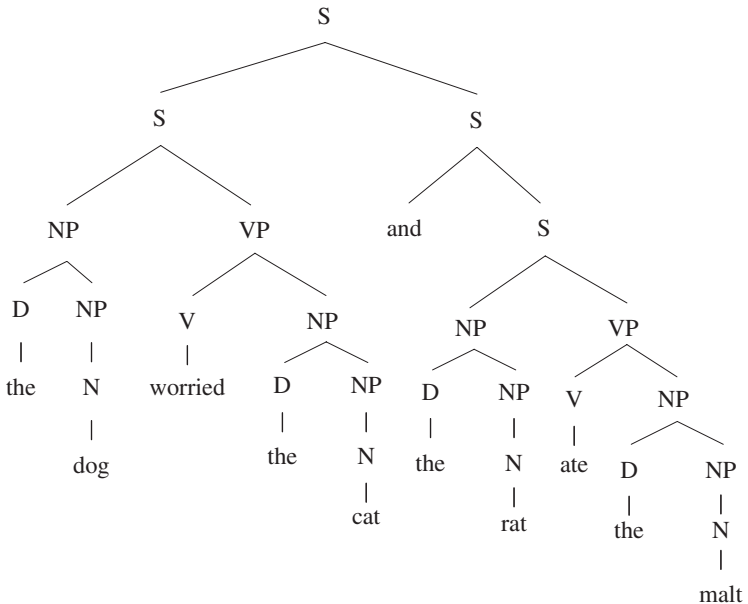 S
S S
NP VP and S
D NP V NP NP VP
the N worried D NP D NP V NP
dog the N the N ate D NP
cat rat the N
malt